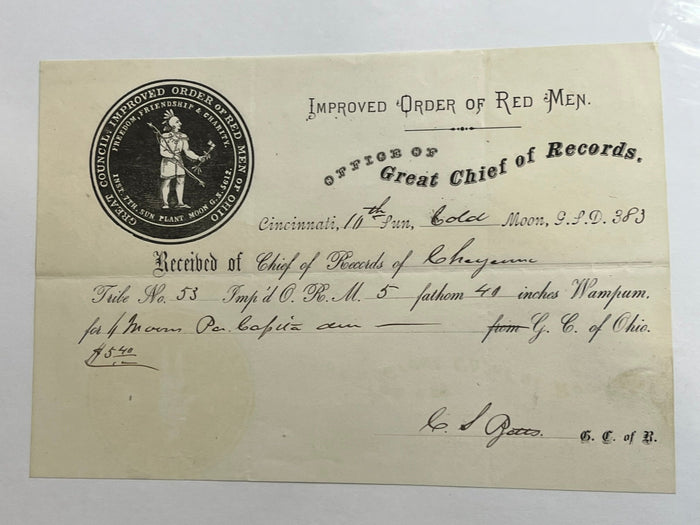 GREAT COUNCIL, IMPROVED ORDER OF RED MEN OF OHIO
FREEDOM, FRIENDSHIP & CHARITY.
INST. 7TH. SUN, PLANT MOON G.S. 5612.
IMPROVED ORDER OF RED MEN.
OFFICE OF
Great Chief of Records.
Cincinnati, 10th Sun, Cold Moon, G.S.D. 383
Received of Chief of Records of Cheyenne
Tribe No. 53 Imp'd O. R. M. 5 fathom 40 inches Wampum.
for 4 Moons Per Capita due — from G. C. of Ohio.
$5 40
C. S. Betts. G. C. of R.